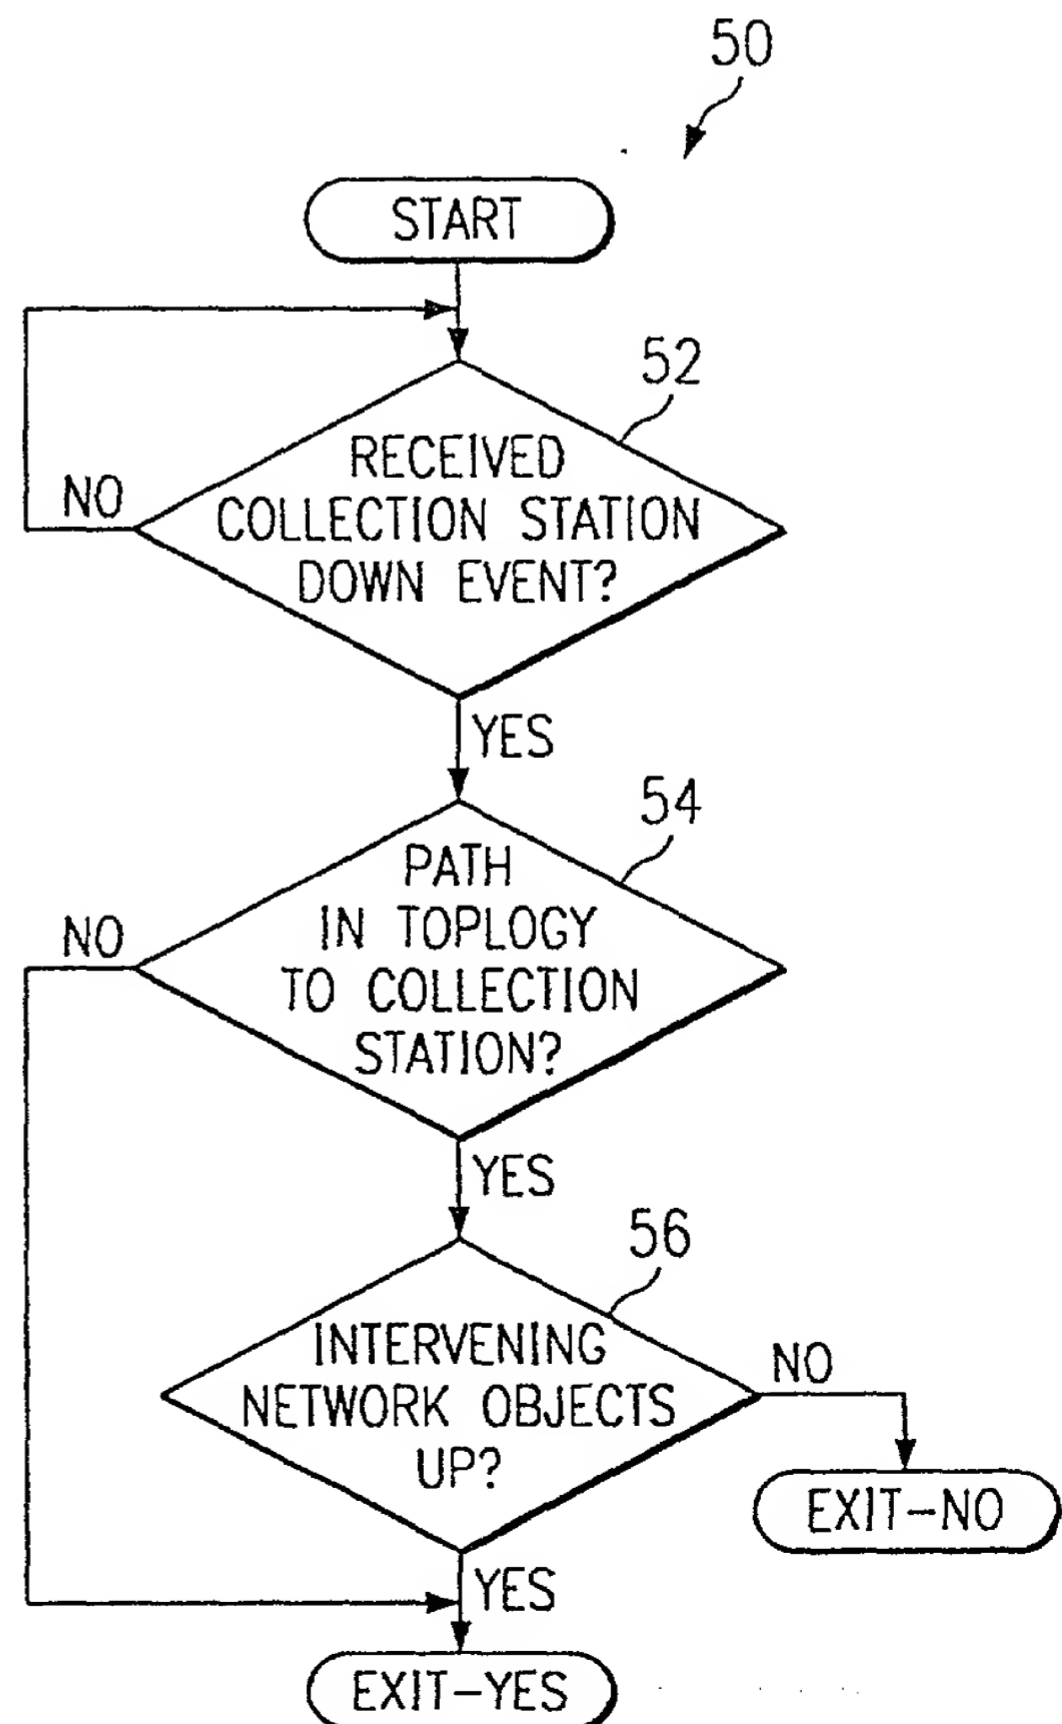 50
START
52
RECEIVED
COLLECTION STATION
DOWN EVENT?
NO
YES
54
PATH
IN TOPLOGY
TO COLLECTION
STATION?
NO
YES
56
INTERVENING
NETWORK OBJECTS
UP?
NO
EXIT-NO
YES
EXIT-YES